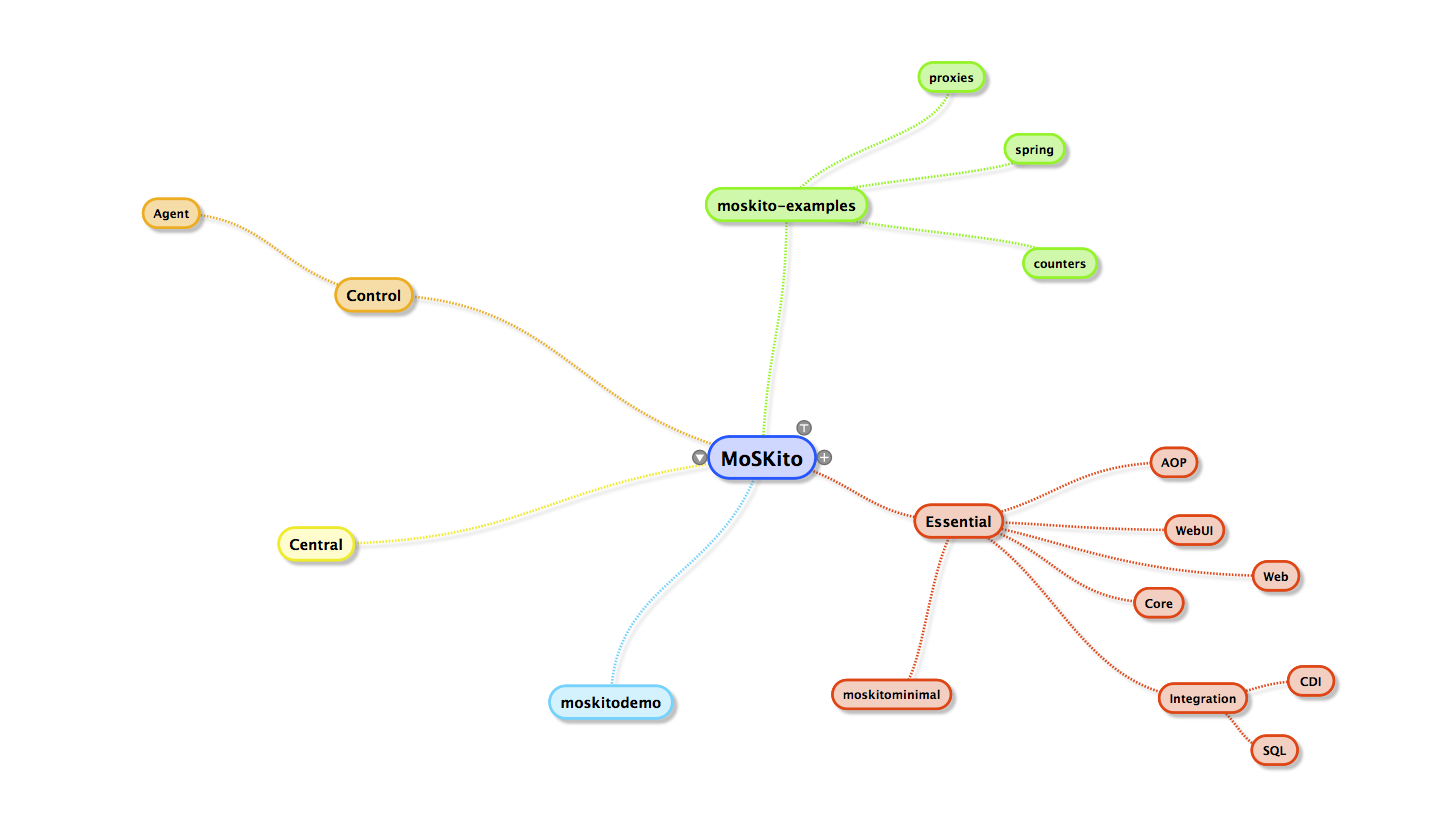 proxies
spring
moskito-examples
Agent
counters
Control
MoSKito
AOP
Essential
WebUI
Central
Web
Core
CDI
moskitominimal
Integration
moskitodemo
SQL